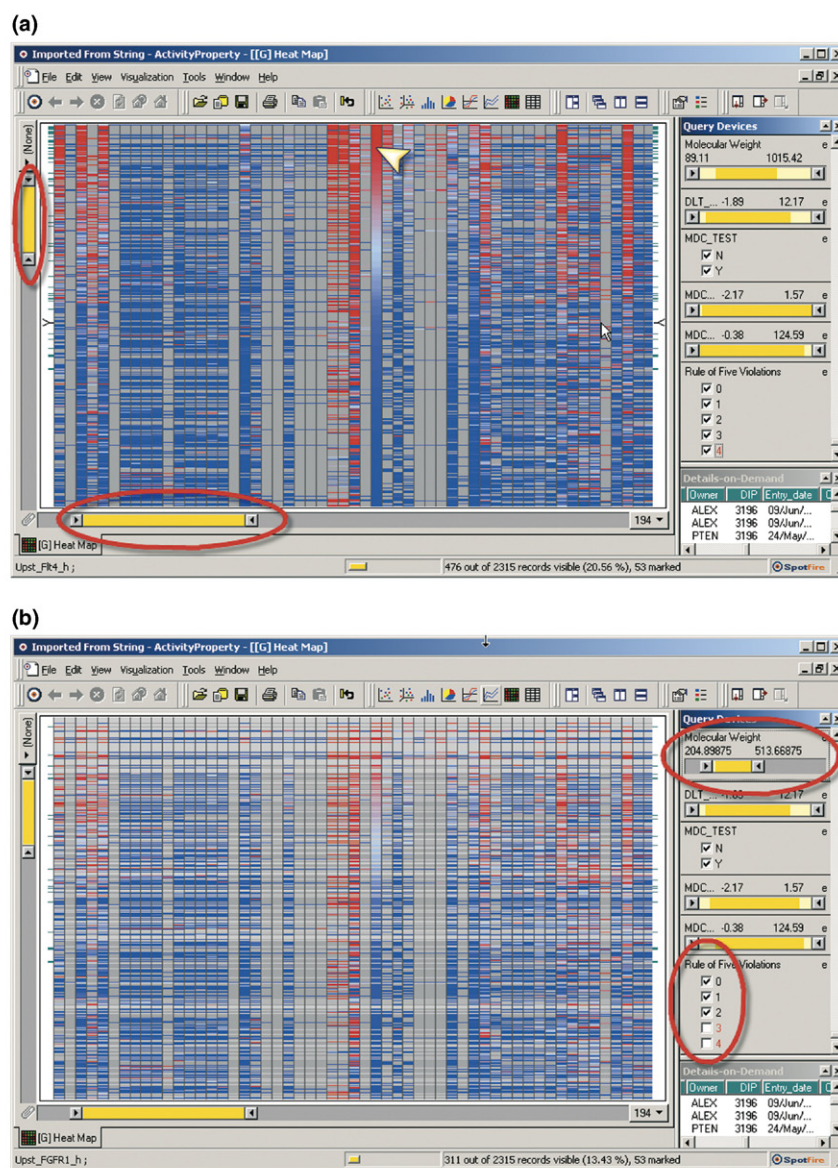 (a)
Imported From String - ActivityProperty - [[G] Heat Map]
File Edit View Visualization Tools Window Help
(None)
Query Devices
Molecular Weight e
89.11 1015.42
DLT_... -1.89 12.17 e
MDC_TEST
N
Y
MDC... -2.17 1.57 e
MDC... -0.38 124.59 e
Rule of Five Violations e
0
1
2
3
4
Details-on-Demand
Owner DIP Entry_date
ALEX 3196 09/Jun/...
ALEX 3196 09/Jun/...
PTEN 3196 24/May/...
194
[G] Heat Map
Upst_Flt4_h ;
476 out of 2315 records visible (20.56 %), 53 marked
Spotfire
(b)
Imported From String - ActivityProperty - [[G] Heat Map]
File Edit View Visualization Tools Window Help
(None)
Query Devices
Molecular Weight e
204.89875 513.66875
DLT_... -1.89 12.17 e
MDC_TEST
N
Y
MDC... -2.17 1.57 e
MDC... -0.38 124.59 e
Rule of Five Violations e
0
1
2
3
4
Details-on-Demand
Owner DIP Entry_date
ALEX 3196 09/Jun/...
ALEX 3196 09/Jun/...
PTEN 3196 24/May/...
194
[G] Heat Map
Upst_FGFR1_h ;
311 out of 2315 records visible (13.43 %), 53 marked
Spotfire